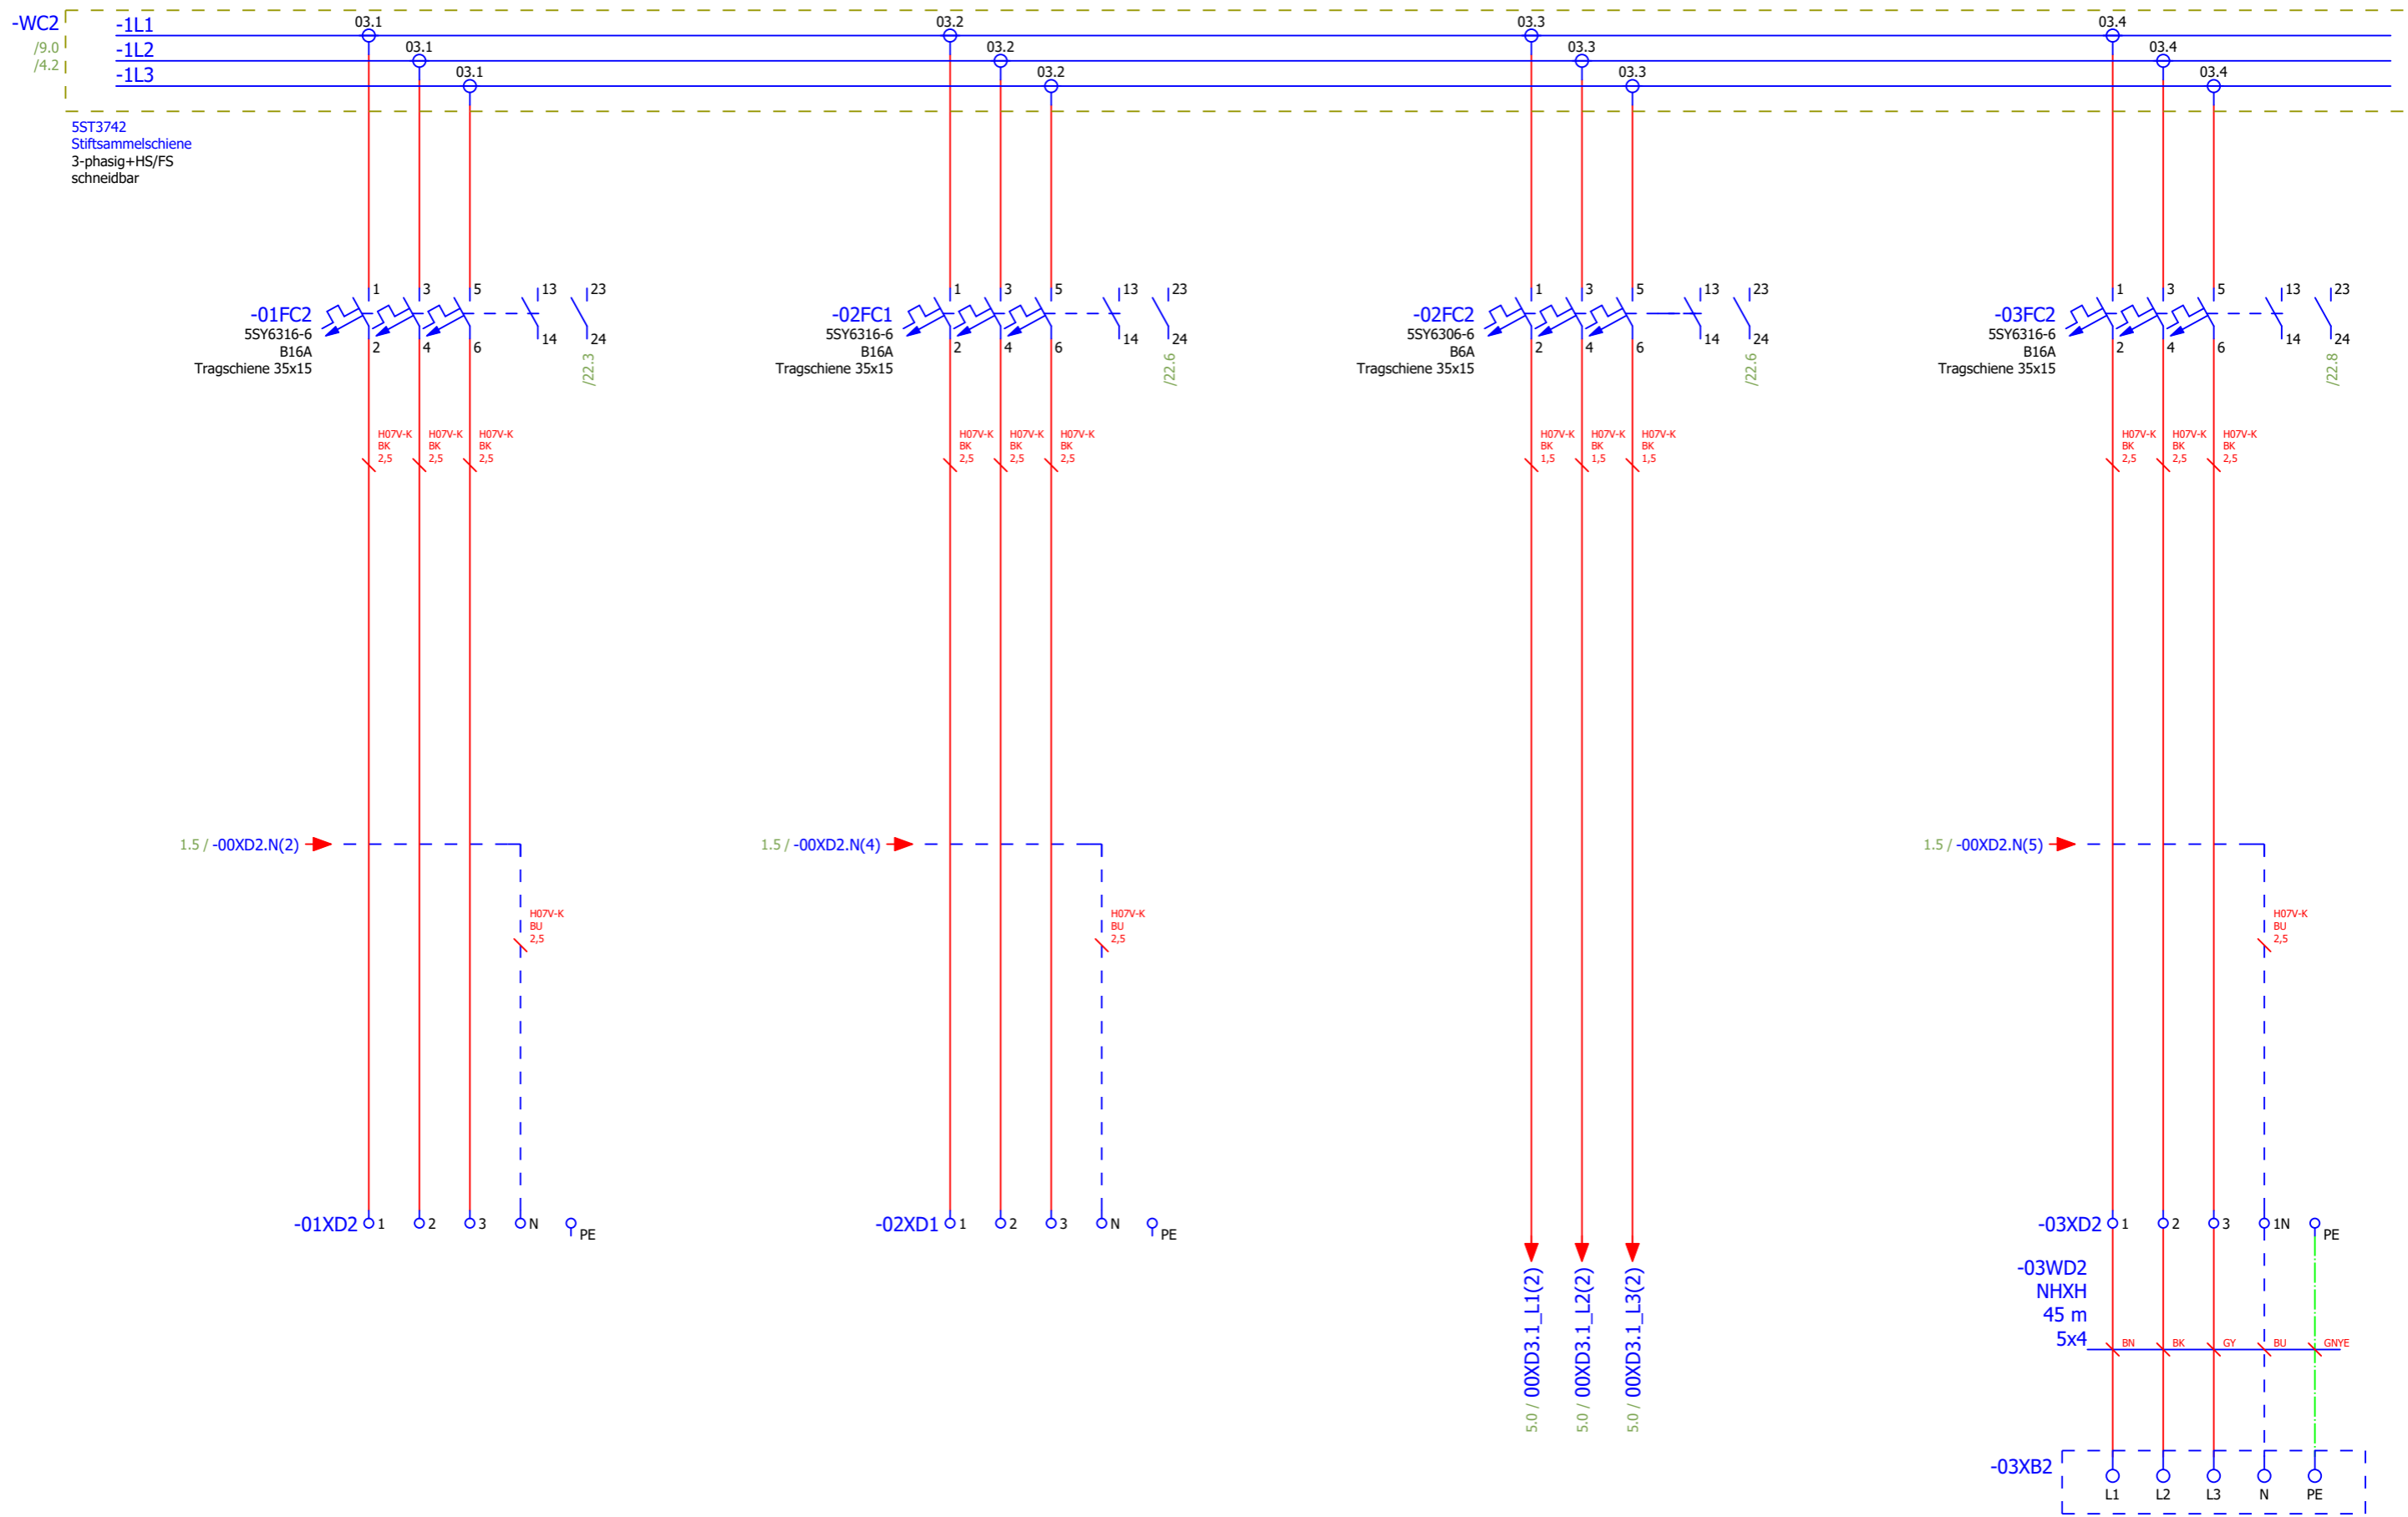 -WC2
/9.0
/4.2
-1L1
-1L2
-1L3
03.1
03.1
03.1
03.2
03.2
03.2
03.3
03.3
03.3
03.4
03.4
03.4
5ST3742
Stiftsammelschiene
3-phasig+HS/FS
schneidbar
-01FC2
5SY6316-6
B16A
Tragschiene 35x15
1
3
5
13
23
2
4
6
14
24
/22.3
-02FC1
5SY6316-6
B16A
Tragschiene 35x15
1
3
5
13
23
2
4
6
14
24
/22.6
-02FC2
5SY6306-6
B6A
Tragschiene 35x15
1
3
5
13
23
2
4
6
14
24
/22.6
-03FC2
5SY6316-6
B16A
Tragschiene 35x15
1
3
5
13
23
2
4
6
14
24
/22.8
H07V-K
BK
2,5
H07V-K
BK
2,5
H07V-K
BK
2,5
H07V-K
BK
2,5
H07V-K
BK
2,5
H07V-K
BK
2,5
H07V-K
BK
1,5
H07V-K
BK
1,5
H07V-K
BK
1,5
H07V-K
BK
2,5
H07V-K
BK
2,5
H07V-K
BK
2,5
1.5 / -00XD2.N(2)
1.5 / -00XD2.N(4)
1.5 / -00XD2.N(5)
H07V-K
BU
2,5
H07V-K
BU
2,5
H07V-K
BU
2,5
-01XD2 1 2 3 N PE
-02XD1 1 2 3 N PE
5.0 / 00XD3.1_L1(2)
5.0 / 00XD3.1_L2(2)
5.0 / 00XD3.1_L3(2)
-03XD2 1 2 3 1N PE
-03WD2
NHXH
45 m
5x4
BN BK GY BU GNYE
-03XB2
L1 L2 L3 N PE